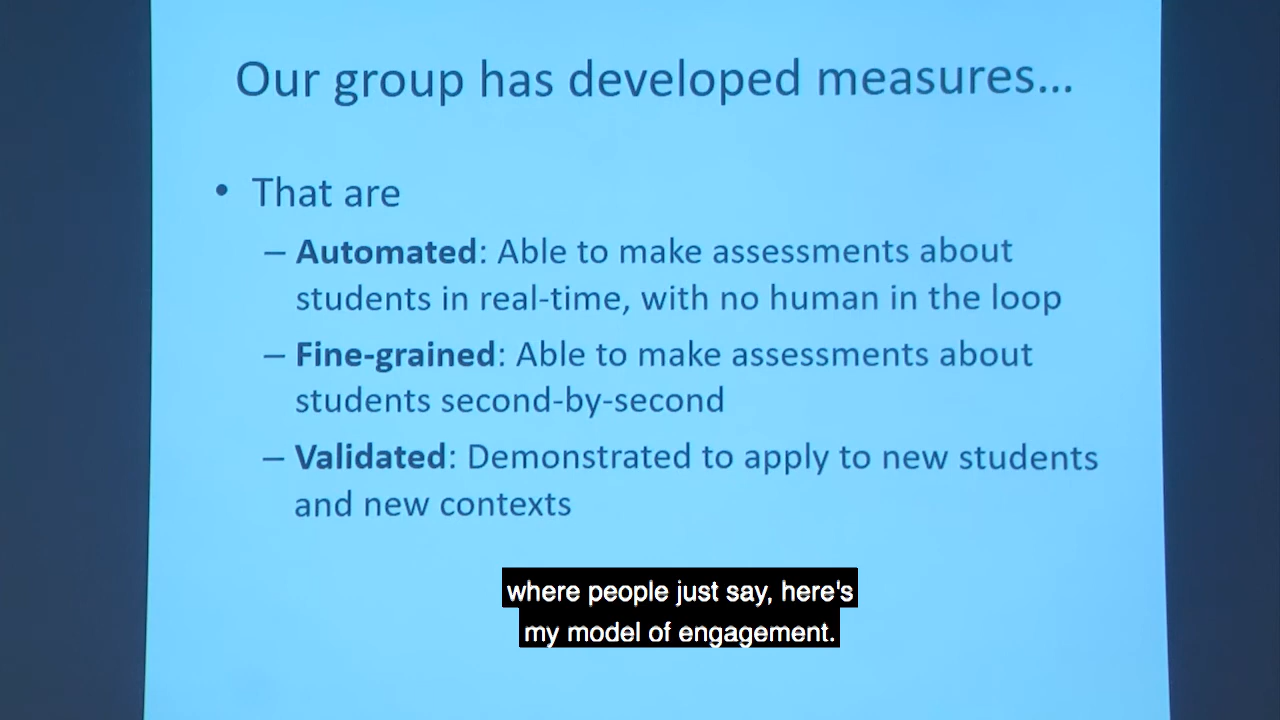 Our group has developed measures...
• That are
– Automated: Able to make assessments about
students in real-time, with no human in the loop
– Fine-grained: Able to make assessments about
students second-by-second
– Validated: Demonstrated to apply to new students
and new contexts
where people just say, here's
my model of engagement.